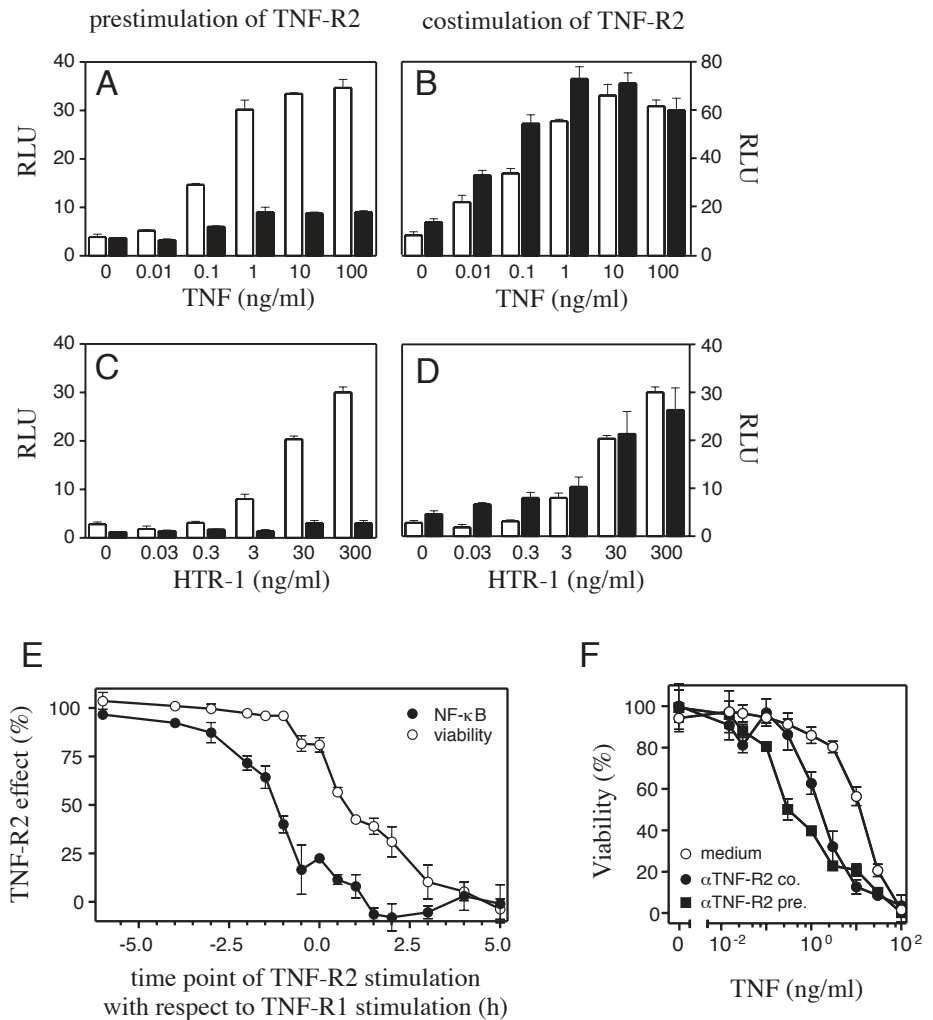 prestimulation of TNF-R2
costimulation of TNF-R2
A
40
30
20
10
0
RLU
0 0.01 0.1 1 10 100
TNF (ng/ml)
B
80
60
40
20
0
RLU
0 0.01 0.1 1 10 100
TNF (ng/ml)
C
40
30
20
10
0
RLU
0 0.03 0.3 3 30 300
HTR-1 (ng/ml)
D
40
30
20
10
0
RLU
0 0.03 0.3 3 30 300
HTR-1 (ng/ml)
E
TNF-R2 effect (%)
100
75
50
25
0
NF-κB
viability
-5.0 -2.5 0.0 2.5 5.0
time point of TNF-R2 stimulation
with respect to TNF-R1 stimulation (h)
F
Viability (%)
100
80
60
40
20
0
medium
αTNF-R2 co.
αTNF-R2 pre.
0 10⁻² 10⁰ 10²
TNF (ng/ml)